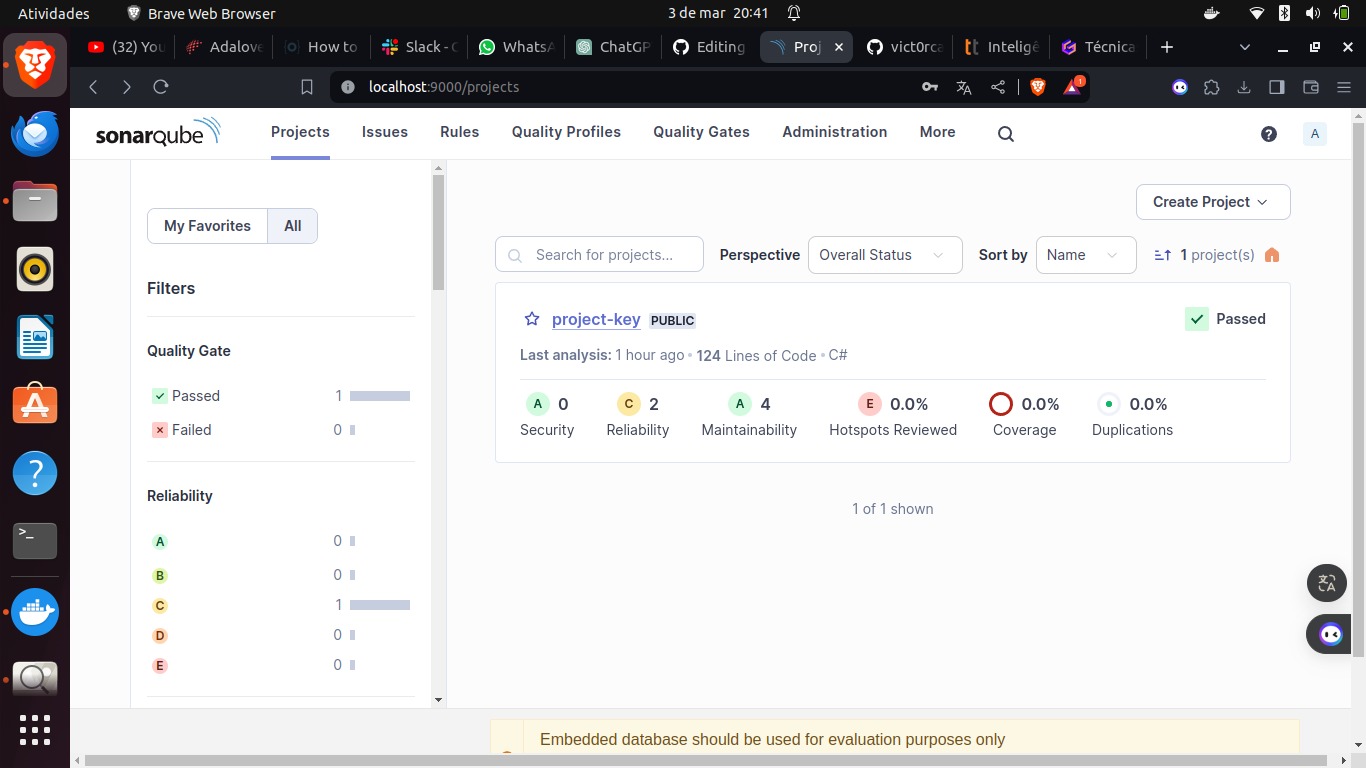 Atividades
Brave Web Browser
3 de mar 20:41
(32) You
Adalove
How to
Slack - C
WhatsA
ChatGP
Editing
Proj
vict0rca
Inteligê
Técnica
localhost:9000/projects
1
sonarqube
Projects
Issues
Rules
Quality Profiles
Quality Gates
Administration
More
A
My Favorites
All
Create Project
Search for projects...
Perspective
Overall Status
Sort by
Name
1 project(s)
Filters
Quality Gate
Passed 1
Failed 0
Reliability
A 0
B 0
C 1
D 0
E 0
project-key PUBLIC
Passed
Last analysis: 1 hour ago • 124 Lines of Code • C#
A 0
Security
C 2
Reliability
A 4
Maintainability
E 0.0%
Hotspots Reviewed
0.0%
Coverage
0.0%
Duplications
1 of 1 shown
Embedded database should be used for evaluation purposes only